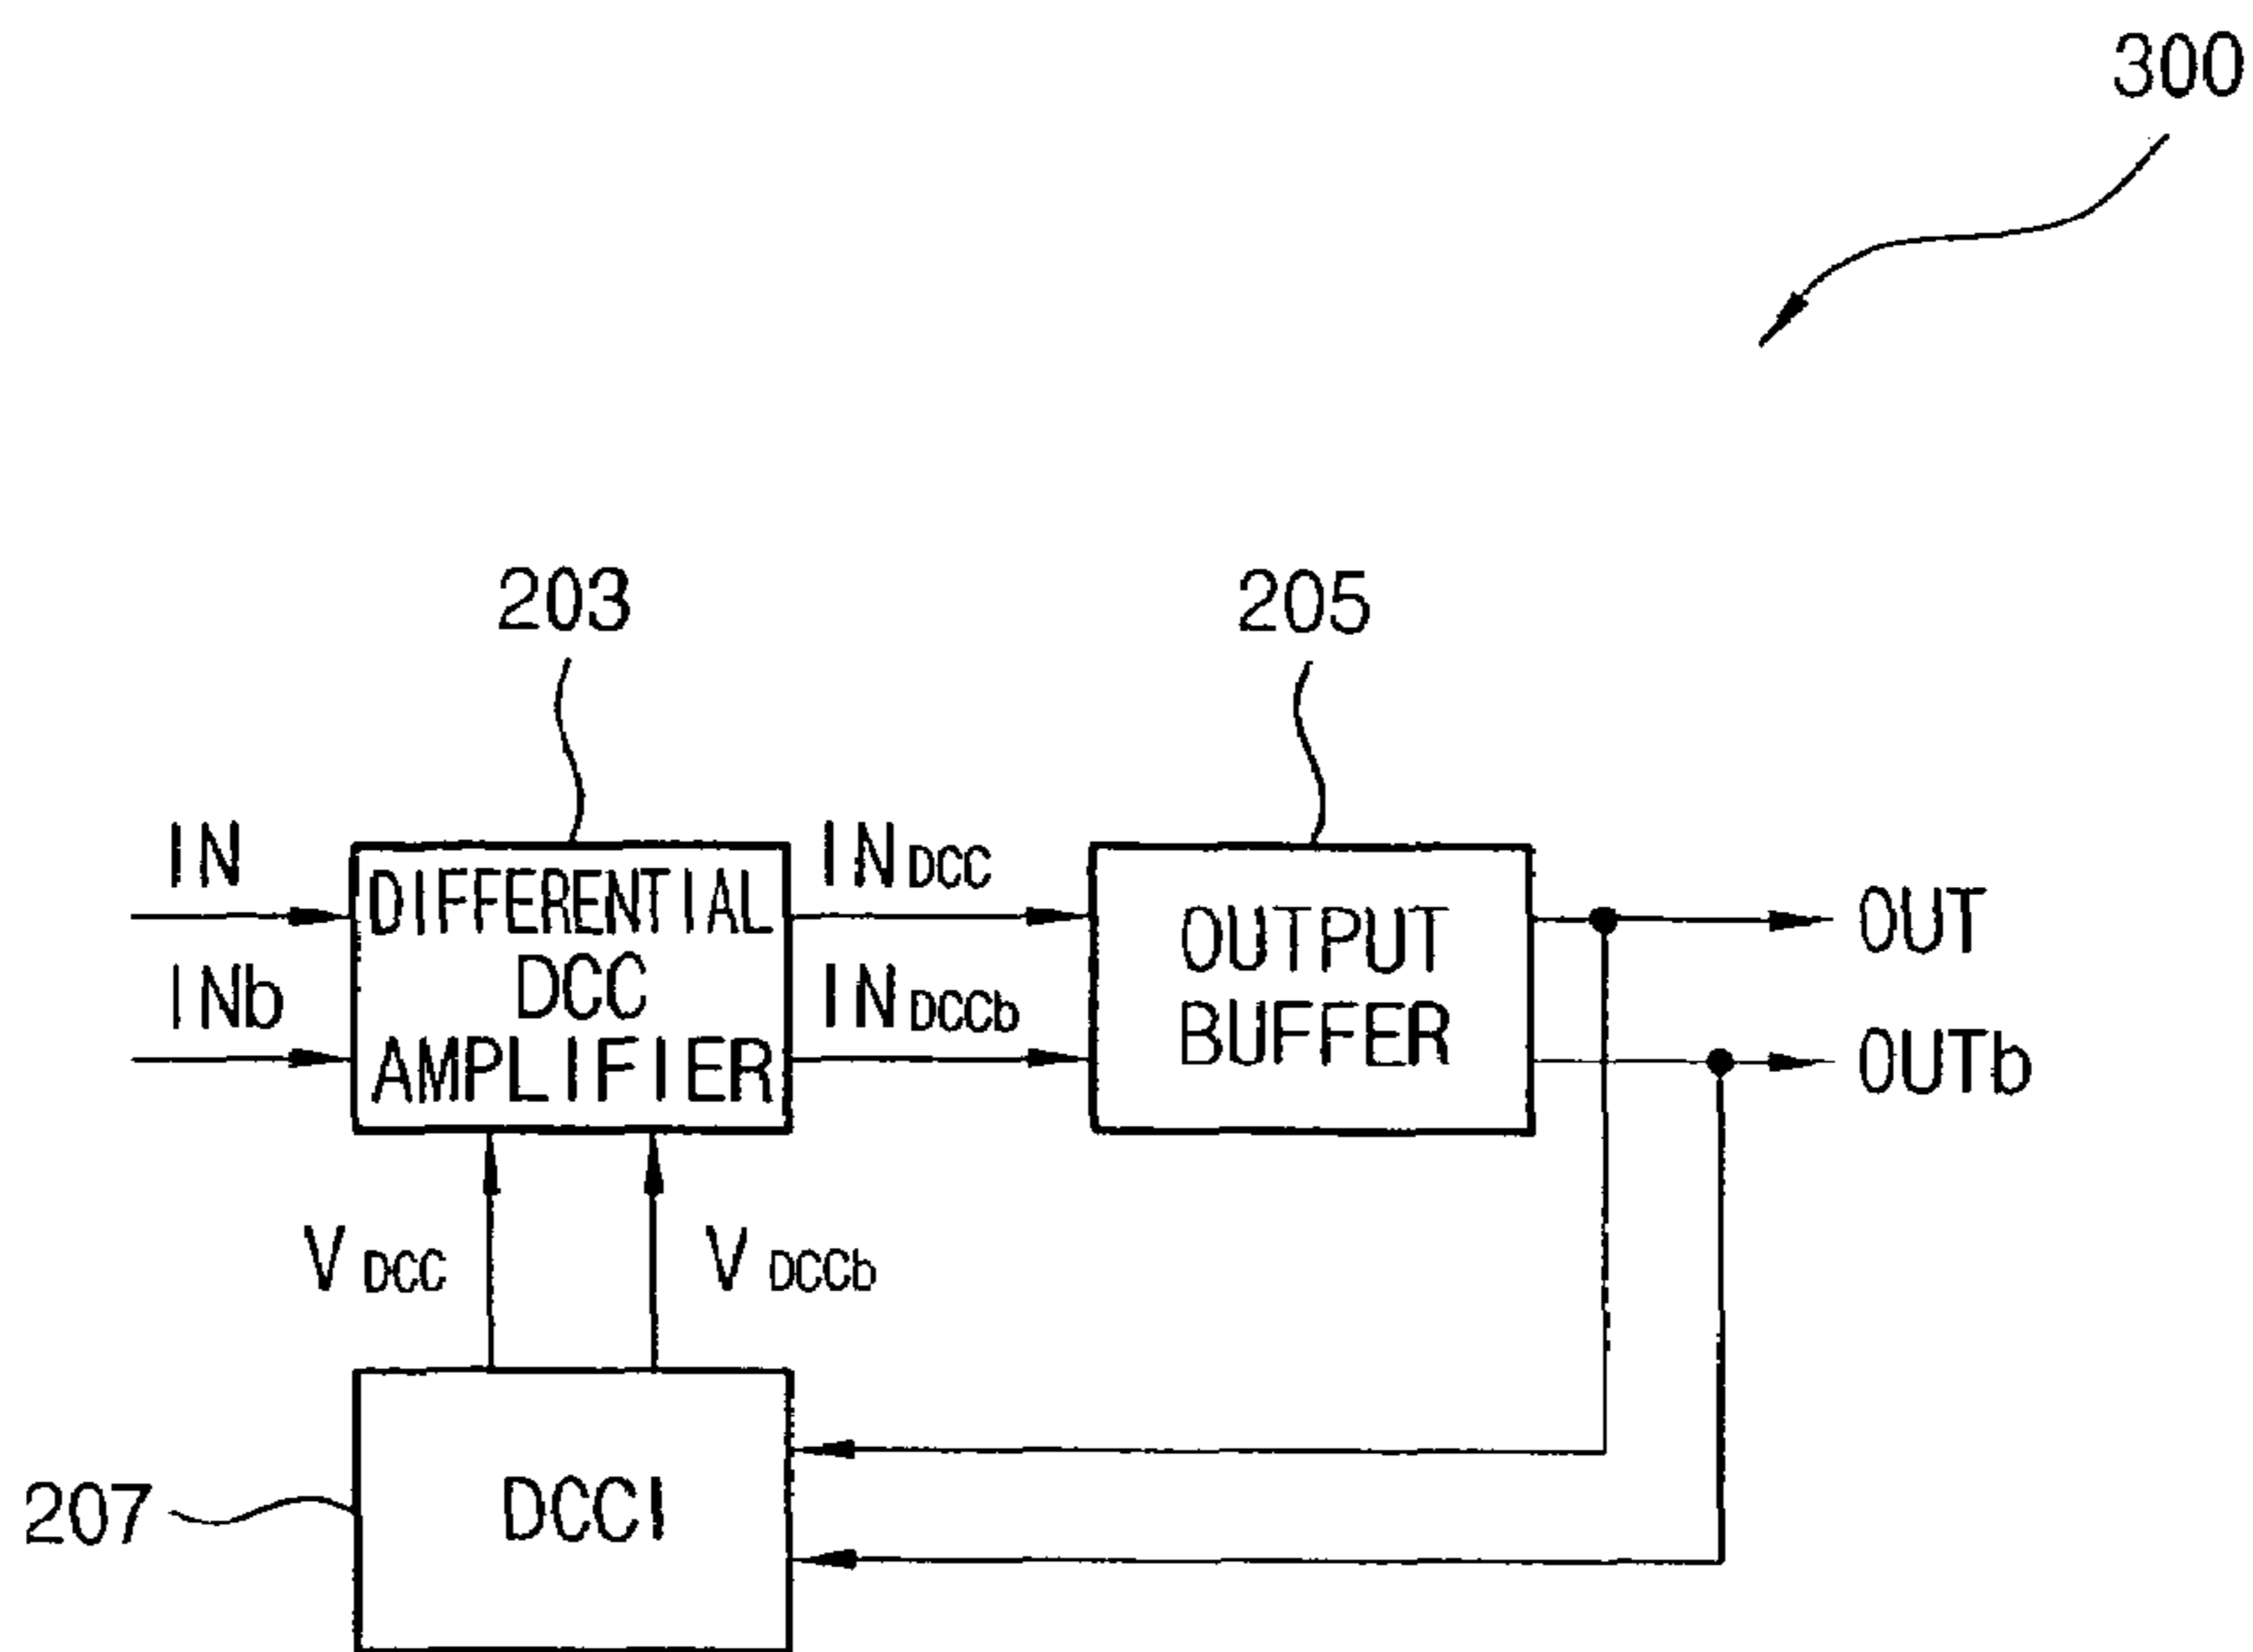 300
203
205
IN
DIFFERENTIAL
DCC
AMPLIFIER
INb
INDCC
INDCCb
OUTPUT
BUFFER
OUT
OUTb
VDCC
VDCCb
207
DCCI